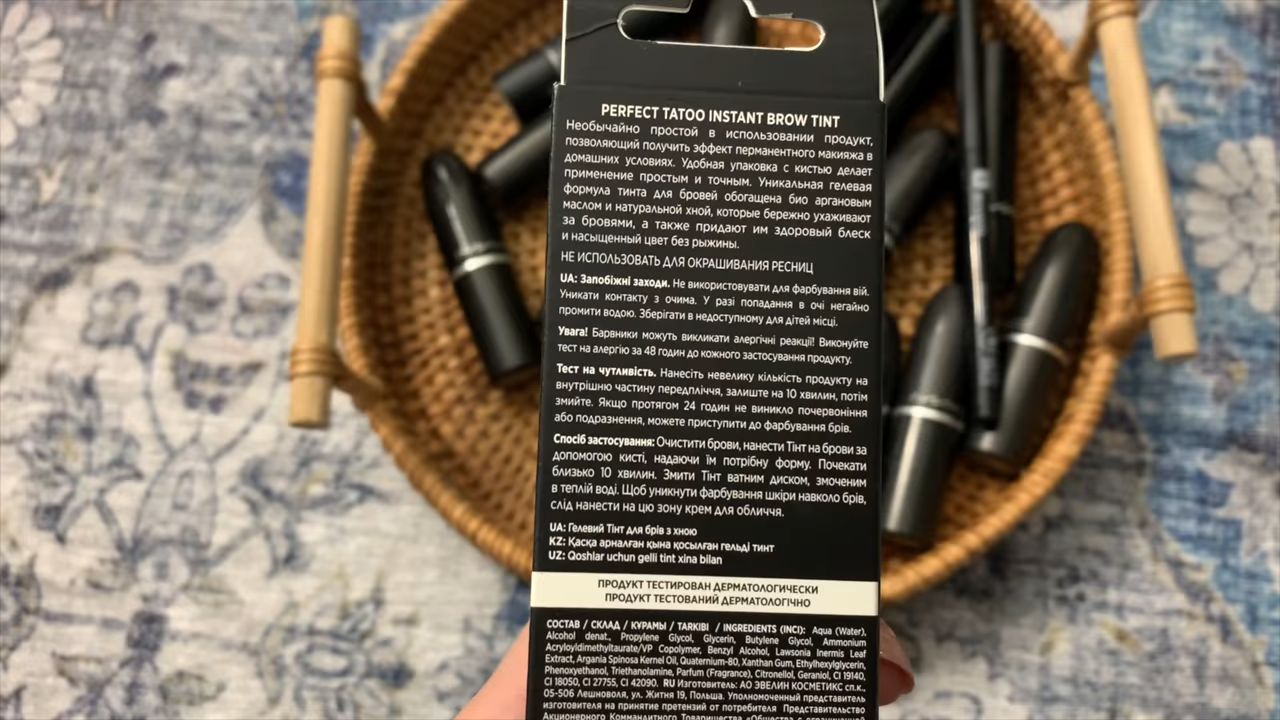 PERFECT TATOO INSTANT BROW TINT
Необычайно простой в использовании продукт,
позволяющий получить эффект перманентного макияжа в
домашних условиях. Удобная упаковка с кистью делает
применение простым и точным. Уникальная гелевая
формула тинта для бровей обогащена био аргановым
маслом и натуральной хной, которые бережно ухаживают
за бровями, а также придают им здоровый блеск
и насыщенный цвет без рыжины.
НЕ ИСПОЛЬЗОВАТЬ ДЛЯ ОКРАШИВАНИЯ РЕСНИЦ
UA: Запобіжні заходи. Не використовувати для фарбування вій.
Уникати контакту з очима. У разі попадання в очі негайно
промити водою. Зберігати в недоступному для дітей місці.
Увага! Барвники можуть викликати алергічні реакції! Виконуйте
тест на алергію за 48 годин до кожного застосування продукту.
Тест на чутливість. Нанесіть невелику кількість продукту на
внутрішню частину передпліччя, залиште на 10 хвилин, потім
змийте. Якщо протягом 24 годин не виникло почервоніння
або подразнення, можете приступити до фарбування брів.
Спосіб застосування: Очистити брови, нанести Тінт на брови за
допомогою кисті, надаючи їм потрібну форму. Почекати
близько 10 хвилин. Змити Тінт ватним диском, змоченим
в теплій воді. Щоб уникнути фарбування шкіри навколо брів,
слід нанести на цю зону крем для обличчя.
UA: Гелевий Тінт для брів з хною
KZ: Қасқа арналған қына қосылған гельді тинт
UZ: Qoshlar uchun gelli tint xina bilan
ПРОДУКТ ТЕСТИРОВАН ДЕРМАТОЛОГИЧЕСКИ
ПРОДУКТ ТЕСТОВАНИЙ ДЕРМАТОЛОГІЧНО
СОСТАВ / СКЛАД / ҚҰРАМЫ / TARKIBI / INGREDIENTS (INCI): Aqua (Water),
Alcohol denat., Propylene Glycol, Glycerin, Butylene Glycol, Ammonium
Acryloyldimethyltaurate/VP Copolymer, Benzyl Alcohol, Lawsonia Inermis Leaf
Extract, Argania Spinosa Kernel Oil, Quaternium-80, Xanthan Gum, Ethylhexylglycerin,
Phenoxyethanol, Triethanolamine, Parfum (Fragrance), Citronellol, Geraniol, CI 19140,
CI 18050, CI 27755, CI 42090. RU Изготовитель: АО ЭВЕЛИН КОСМЕТИКС сп.к.,
05-506 Лешноволя, ул. Житня 19, Польша. Уполномоченный представитель
изготовителя на принятие претензий от потребителя Представительство
Акционерного Коммандитного Товарищества «Общества с ограниченной